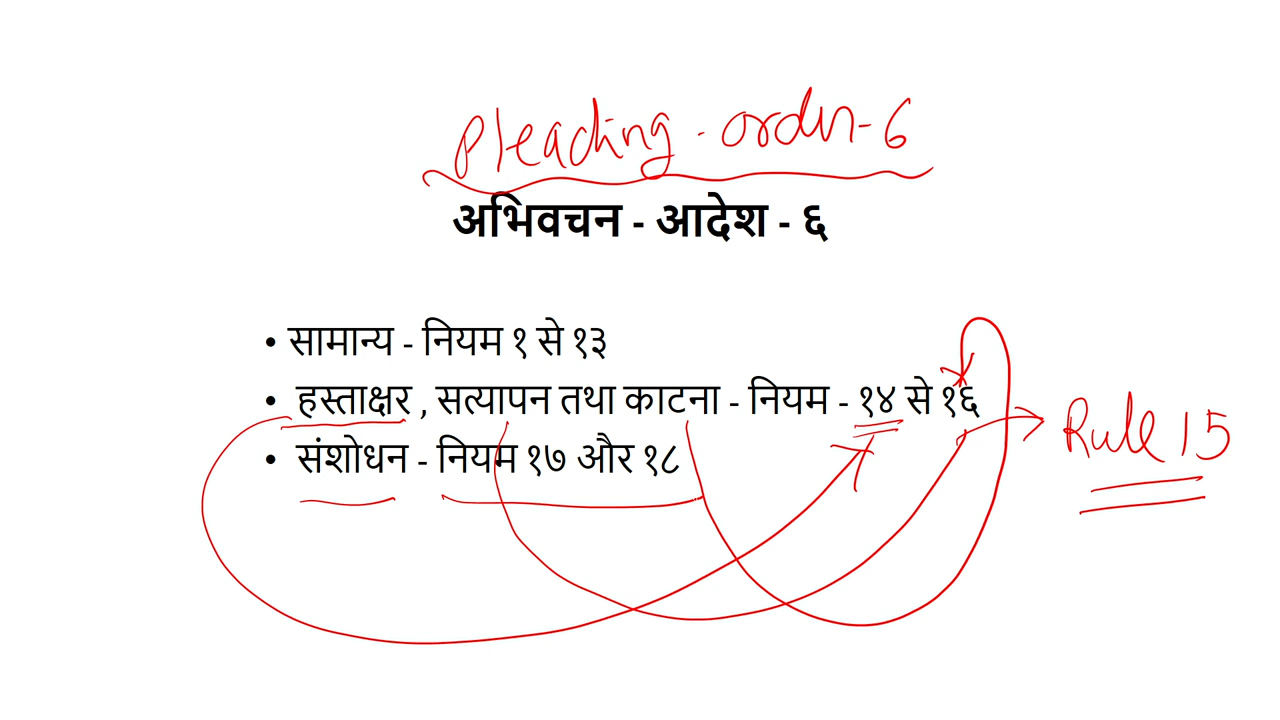 Pleading - order - 6
अभिवचन - आदेश - ६
• सामान्य - नियम १ से १३
• हस्ताक्षर , सत्यापन तथा काटना - नियम - १४ से १६
Rule 15
• संशोधन - नियम १७ और १८